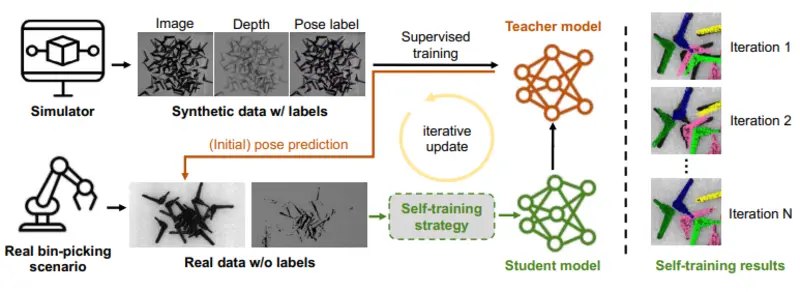 Image
Depth
Pose label
Simulator
Synthetic data w/ labels
Supervised
training
Teacher model
(Initial) pose prediction
iterative
update
Real bin-picking
scenario
Real data w/o labels
Self-training
strategy
Student model
Iteration 1
Iteration 2
Iteration N
Self-training results